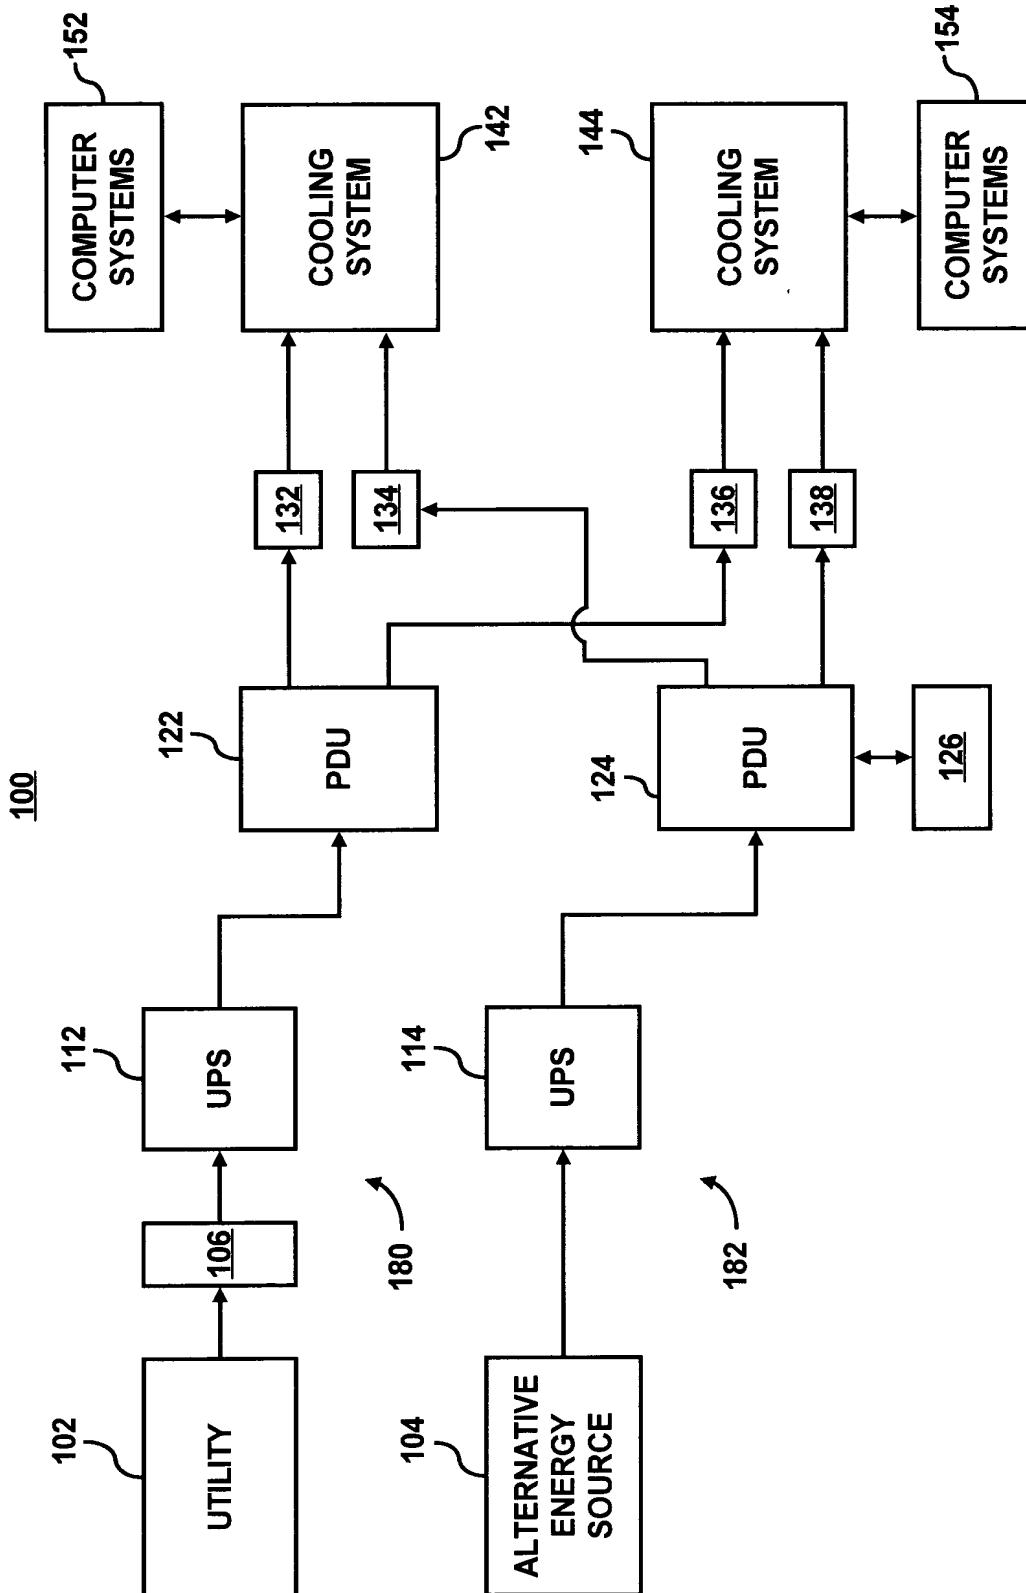 100
102
UTILITY
106
112
UPS
122
PDU
132
134
142
COOLING
SYSTEM
152
COMPUTER
SYSTEMS
180
104
ALTERNATIVE
ENERGY
SOURCE
114
UPS
124
PDU
126
136
138
144
COOLING
SYSTEM
154
COMPUTER
SYSTEMS
182